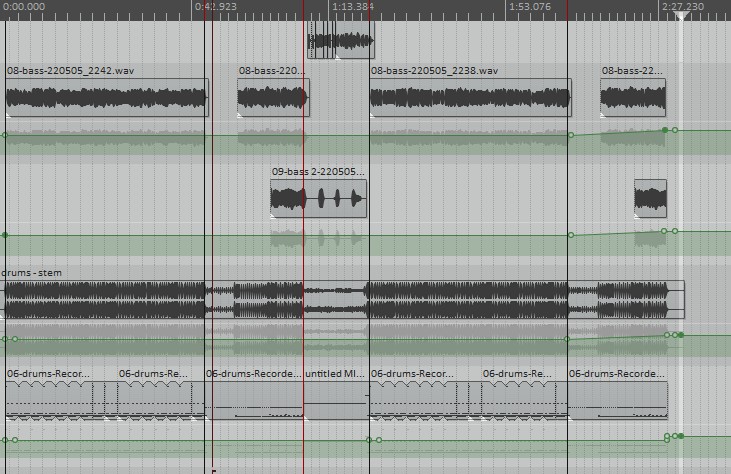 0:00.000 0:42.923 1:13.384 1:53.076 2:27.230
08-bass-220505_2242.wav 08-bass-220... 08-bass-220505_2238.wav 08-bass-22...
09-bass 2-220505...
drums - stem
06-drums-Recor... 06-drums-Re... 06-drums-Recorde... untitled MI... 06-drums-Recor... 06-drums-Re... 06-drums-Recorde...